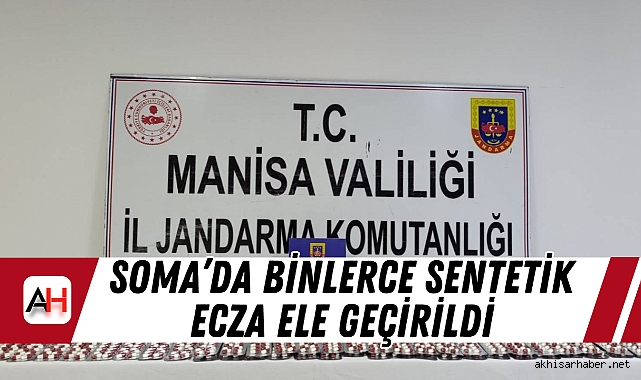 T.C.
MANİSA VALİLİĞİ
İL JANDARMA KOMUTANLIĞI
JANDARMA
AH
SOMA'DA BİNLERCE SENTETİK
ECZA ELE GEÇİRİLDİ
akhisarhaber.net